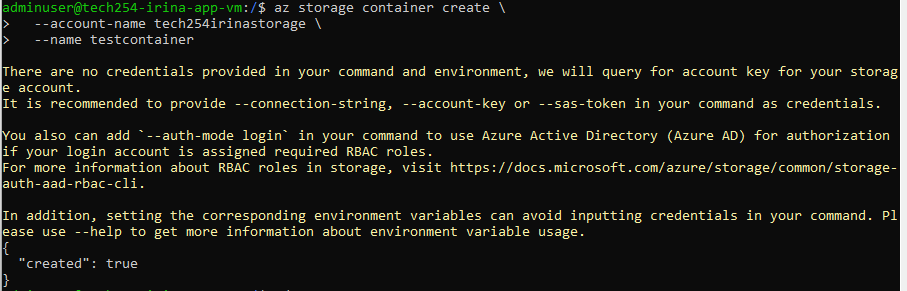 adminuser@tech254-irina-app-vm:/$ az storage container create \
>   --account-name tech254irinastorage \
>   --name testcontainer
There are no credentials provided in your command and environment, we will query for account key for your storag
e account.
It is recommended to provide --connection-string, --account-key or --sas-token in your command as credentials.
You also can add `--auth-mode login` in your command to use Azure Active Directory (Azure AD) for authorization
if your login account is assigned required RBAC roles.
For more information about RBAC roles in storage, visit https://docs.microsoft.com/azure/storage/common/storage-
auth-aad-rbac-cli.
In addition, setting the corresponding environment variables can avoid inputting credentials in your command. Pl
ease use --help to get more information about environment variable usage.
{
  "created": true
}